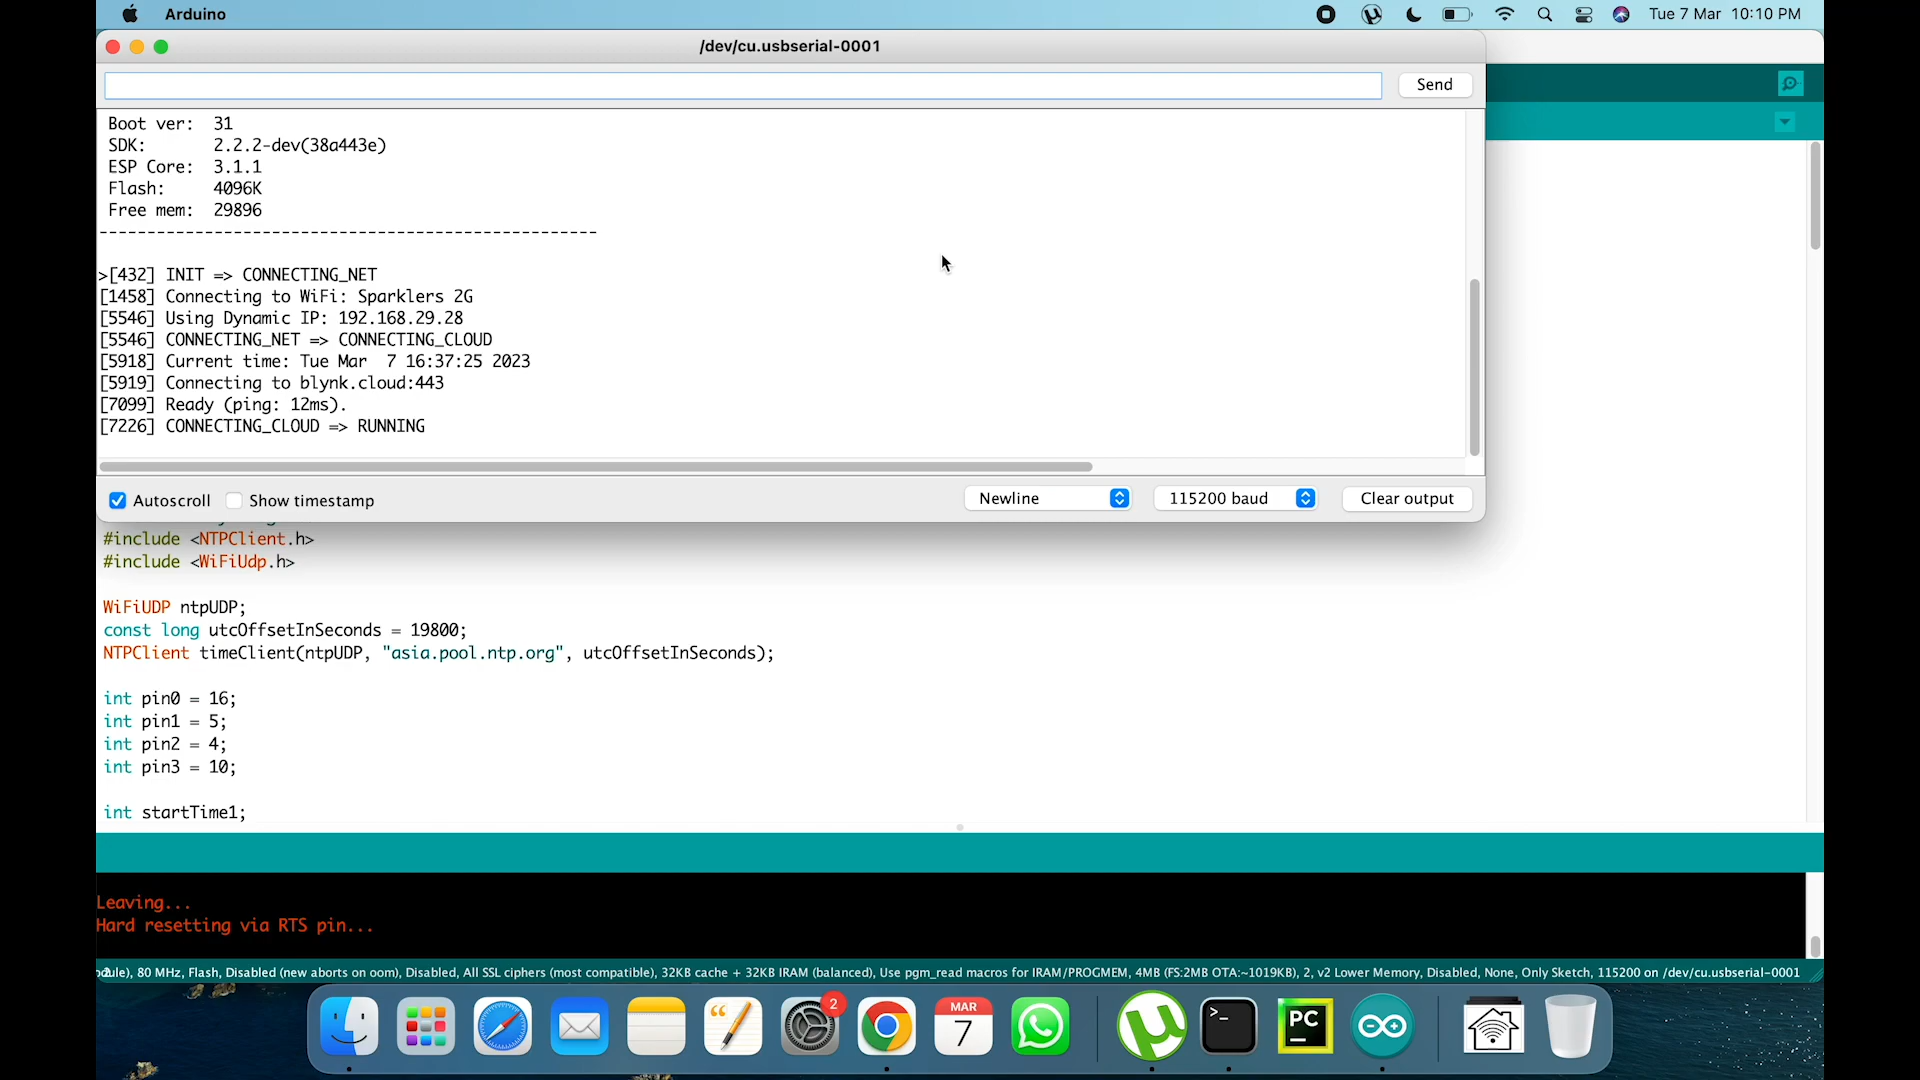 Arduino
Tue 7 Mar 10:10 PM
/dev/cu.usbserial-0001
Send
Boot ver: 31
SDK: 2.2.2-dev(38a443e)
ESP Core: 3.1.1
Flash: 4096K
Free mem: 29896
----------------------------------------------------
>[432] INIT => CONNECTING_NET
[1458] Connecting to WiFi: Sparklers 2G
[5546] Using Dynamic IP: 192.168.29.28
[5546] CONNECTING_NET => CONNECTING_CLOUD
[5918] Current time: Tue Mar  7 16:37:25 2023
[5919] Connecting to blynk.cloud:443
[7099] Ready (ping: 12ms).
[7226] CONNECTING_CLOUD => RUNNING
Autoscroll Show timestamp Newline 115200 baud Clear output
#include <NTPClient.h>
#include <WiFiUdp.h>
WiFiUDP ntpUDP;
const long utcOffsetInSeconds = 19800;
NTPClient timeClient(ntpUDP, "asia.pool.ntp.org", utcOffsetInSeconds);
int pin0 = 16;
int pin1 = 5;
int pin2 = 4;
int pin3 = 10;
int startTime1;
Leaving...
Hard resetting via RTS pin...
80 MHz, Flash, Disabled (new aborts on oom), Disabled, All SSL ciphers (most compatible), 32KB cache + 32KB IRAM (balanced), Use pgm_read macros for IRAM/PROGMEM, 4MB (FS:2MB OTA:~1019KB), 2, v2 Lower Memory, Disabled, None, Only Sketch, 115200 on /dev/cu.usbserial-0001
2
MAR
7
>_
PC